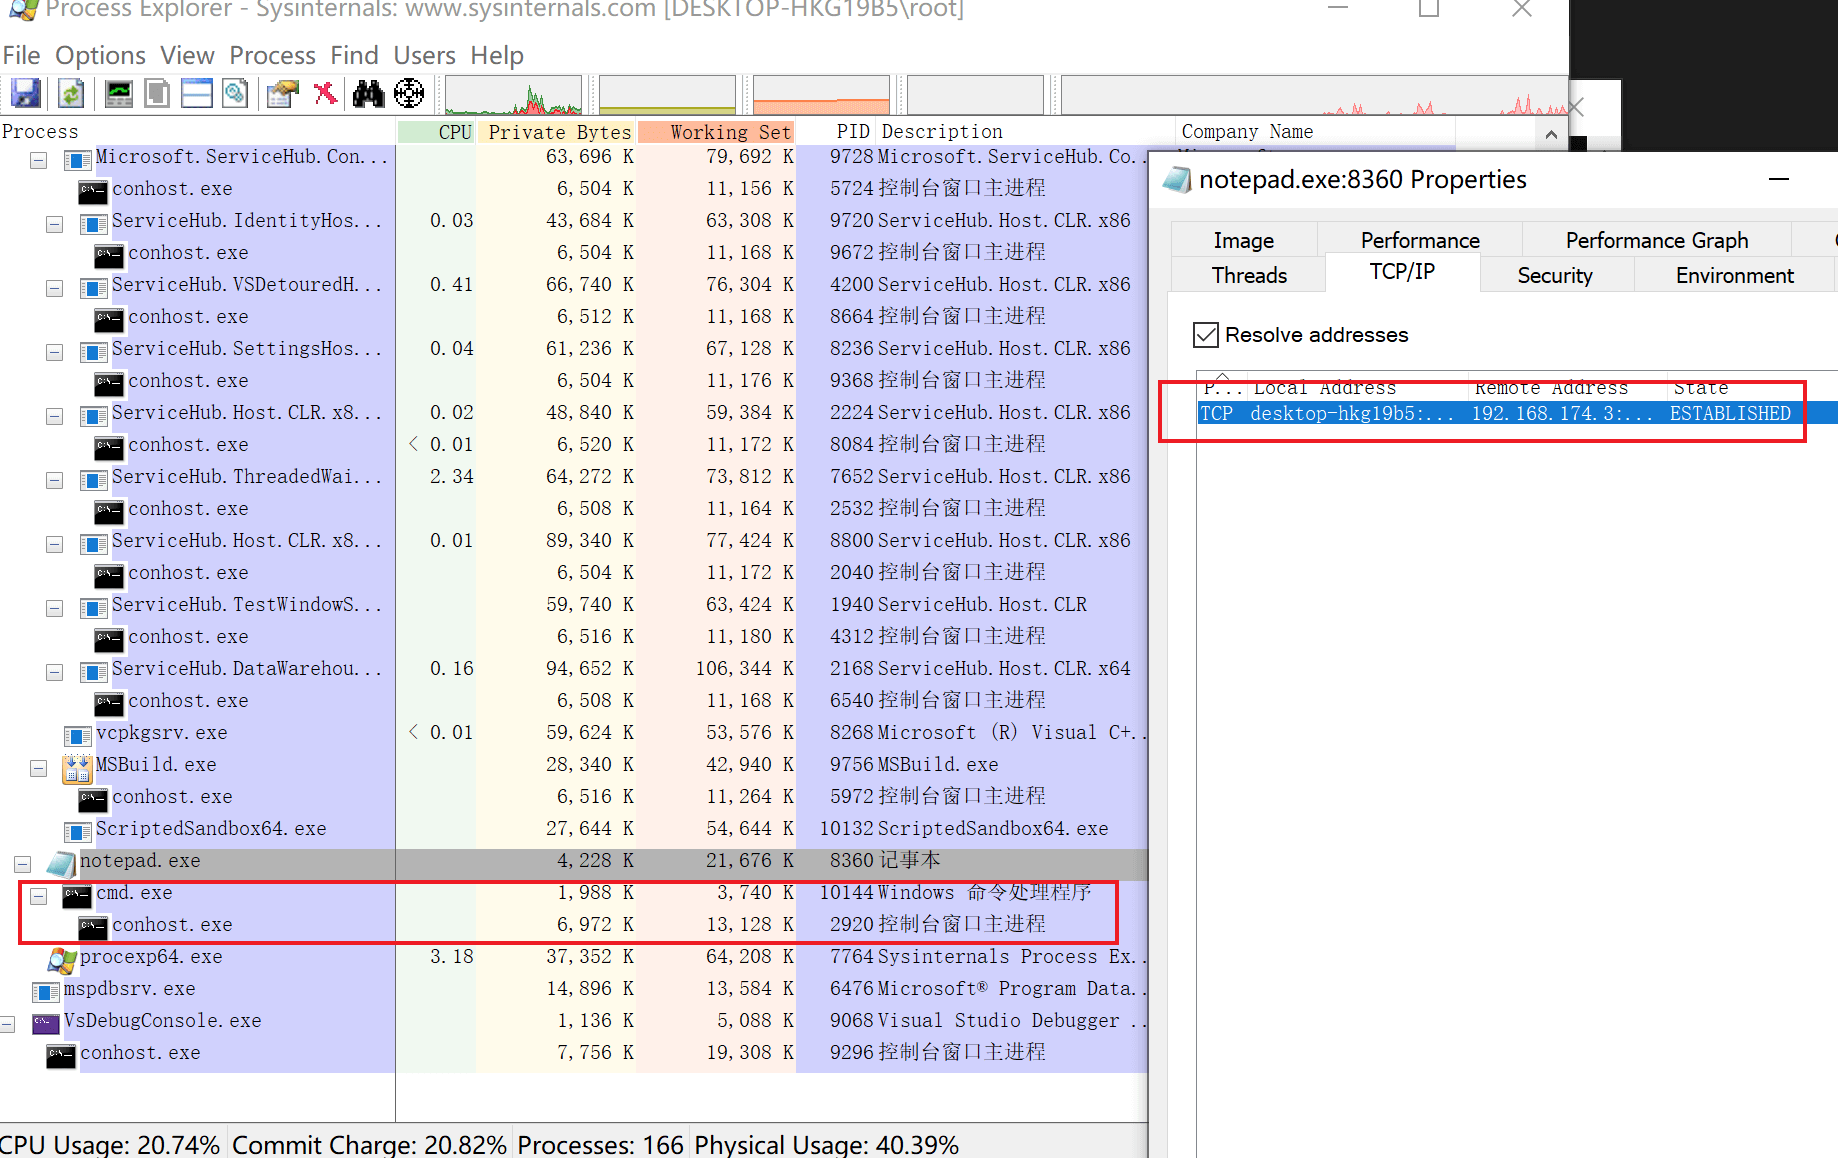 Process Explorer - Sysinternals: www.sysinternals.com [DESKTOP-HKG19B5\root]
File Options View Process Find Users Help
Process CPU Private Bytes Working Set PID Description Company Name
Microsoft.ServiceHub.Con... 63,696 K 79,692 K 9728 Microsoft.ServiceHub.Co...
conhost.exe 6,504 K 11,156 K 5724 控制台窗口主进程
ServiceHub.IdentityHos... 0.03 43,684 K 63,308 K 9720 ServiceHub.Host.CLR.x86
conhost.exe 6,504 K 11,168 K 9672 控制台窗口主进程
ServiceHub.VSDetouredH... 0.41 66,740 K 76,304 K 4200 ServiceHub.Host.CLR.x86
conhost.exe 6,512 K 11,168 K 8664 控制台窗口主进程
ServiceHub.SettingsHos... 0.04 61,236 K 67,128 K 8236 ServiceHub.Host.CLR.x86
conhost.exe 6,504 K 11,176 K 9368 控制台窗口主进程
ServiceHub.Host.CLR.x8... 0.02 48,840 K 59,384 K 2224 ServiceHub.Host.CLR.x86
conhost.exe < 0.01 6,520 K 11,172 K 8084 控制台窗口主进程
ServiceHub.ThreadedWai... 2.34 64,272 K 73,812 K 7652 ServiceHub.Host.CLR.x86
conhost.exe 6,508 K 11,164 K 2532 控制台窗口主进程
ServiceHub.Host.CLR.x8... 0.01 89,340 K 77,424 K 8800 ServiceHub.Host.CLR.x86
conhost.exe 6,504 K 11,172 K 2040 控制台窗口主进程
ServiceHub.TestWindowS... 59,740 K 63,424 K 1940 ServiceHub.Host.CLR
conhost.exe 6,516 K 11,180 K 4312 控制台窗口主进程
ServiceHub.DataWarehou... 0.16 94,652 K 106,344 K 2168 ServiceHub.Host.CLR.x64
conhost.exe 6,508 K 11,168 K 6540 控制台窗口主进程
vcpkgsrv.exe < 0.01 59,624 K 53,576 K 8268 Microsoft (R) Visual C+..
MSBuild.exe 28,340 K 42,940 K 9756 MSBuild.exe
conhost.exe 6,516 K 11,264 K 5972 控制台窗口主进程
ScriptedSandbox64.exe 27,644 K 54,644 K 10132 ScriptedSandbox64.exe
notepad.exe 4,228 K 21,676 K 8360 记事本
cmd.exe 1,988 K 3,740 K 10144 Windows 命令处理程序
conhost.exe 6,972 K 13,128 K 2920 控制台窗口主进程
procexp64.exe 3.18 37,352 K 64,208 K 7764 Sysinternals Process Ex..
mspdbsrv.exe 14,896 K 13,584 K 6476 Microsoft® Program Data..
VsDebugConsole.exe 1,136 K 5,088 K 9068 Visual Studio Debugger ..
conhost.exe 7,756 K 19,308 K 9296 控制台窗口主进程
CPU Usage: 20.74% Commit Charge: 20.82% Processes: 166 Physical Usage: 40.39%
notepad.exe:8360 Properties
Image Performance Performance Graph
Threads TCP/IP Security Environment
Resolve addresses
P... Local Address Remote Address State
TCP desktop-hkg19b5:... 192.168.174.3:... ESTABLISHED